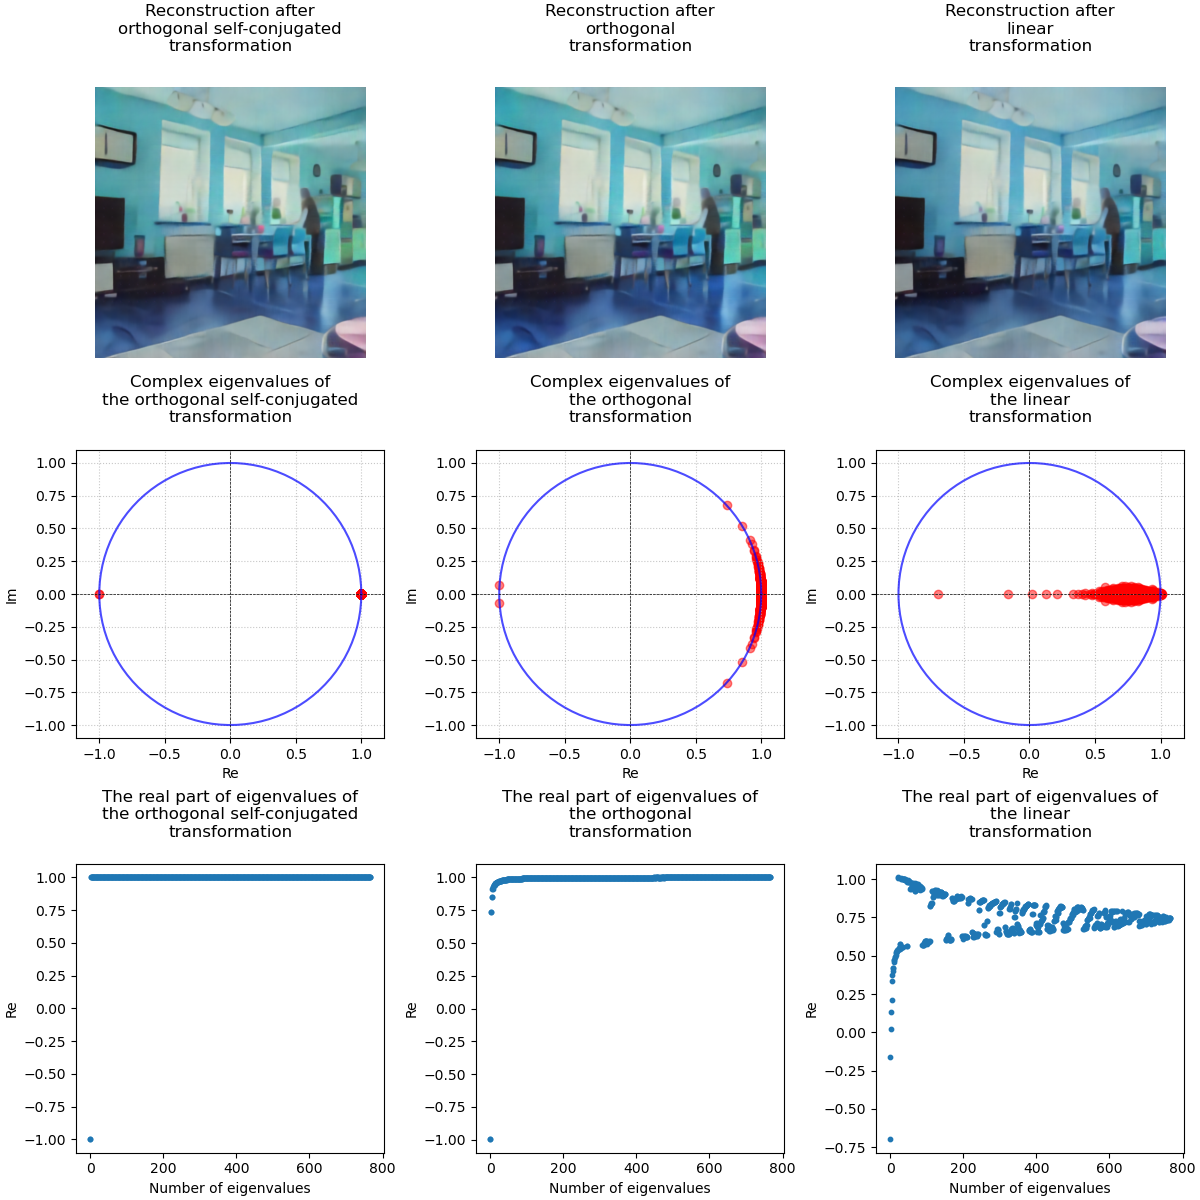 Reconstruction after
orthogonal self-conjugated
transformation
Reconstruction after
orthogonal
transformation
Reconstruction after
linear
transformation
Complex eigenvalues of
the orthogonal self-conjugated
transformation
Complex eigenvalues of
the orthogonal
transformation
Complex eigenvalues of
the linear
transformation
1.00
0.75
0.50
0.25
0.00
−0.25
−0.50
−0.75
−1.00
Im
−1.0 −0.5 0.0 0.5 1.0
Re
1.00
0.75
0.50
0.25
0.00
−0.25
−0.50
−0.75
−1.00
Im
−1.0 −0.5 0.0 0.5 1.0
Re
1.00
0.75
0.50
0.25
0.00
−0.25
−0.50
−0.75
−1.00
Im
−1.0 −0.5 0.0 0.5 1.0
Re
The real part of eigenvalues of
the orthogonal self-conjugated
transformation
The real part of eigenvalues of
the orthogonal
transformation
The real part of eigenvalues of
the linear
transformation
1.00
0.75
0.50
0.25
0.00
−0.25
−0.50
−0.75
−1.00
Re
0 200 400 600 800
Number of eigenvalues
1.00
0.75
0.50
0.25
0.00
−0.25
−0.50
−0.75
−1.00
Re
0 200 400 600 800
Number of eigenvalues
1.00
0.75
0.50
0.25
0.00
−0.25
−0.50
−0.75
Re
0 200 400 600 800
Number of eigenvalues